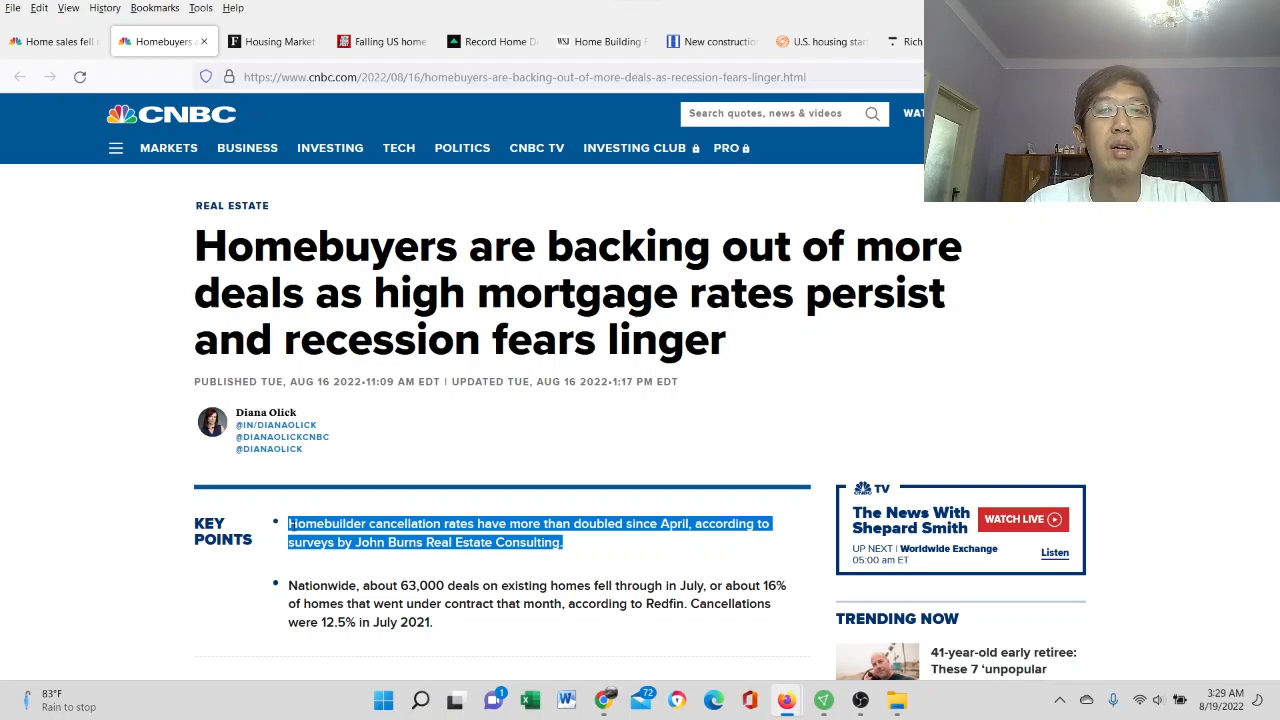 File Edit View History Bookmarks Tools Help
Home sales fel
Homebuyers
Housing Market
Falling US home
Record Home D
WSJ Home Building F
New constructio
U.S. housing star
Rich
https://www.cnbc.com/2022/08/16/homebuyers-are-backing-out-of-more-deals-as-recession-fears-linger.html
CNBC
Search quotes, news & videos
WAT
MARKETS BUSINESS INVESTING TECH POLITICS CNBC TV INVESTING CLUB PRO
REAL ESTATE
Homebuyers are backing out of more
deals as high mortgage rates persist
and recession fears linger
PUBLISHED TUE, AUG 16 2022•11:09 AM EDT | UPDATED TUE, AUG 16 2022•1:17 PM EDT
Diana Olick
@IN/DIANAOLICK
@DIANAOLICKCNBC
@DIANAOLICK
KEY
POINTS
Homebuilder cancellation rates have more than doubled since April, according to
surveys by John Burns Real Estate Consulting.
Nationwide, about 63,000 deals on existing homes fell through in July, or about 16%
of homes that went under contract that month, according to Redfin. Cancellations
were 12.5% in July 2021.
CNBC TV
The News With
Shepard Smith
WATCH LIVE
UP NEXT | Worldwide Exchange
05:00 am ET
Listen
TRENDING NOW
41-year-old early retiree:
These 7 ‘unpopular
83°F
Rain to stop
1
72
3:29 AM
8/19/2022